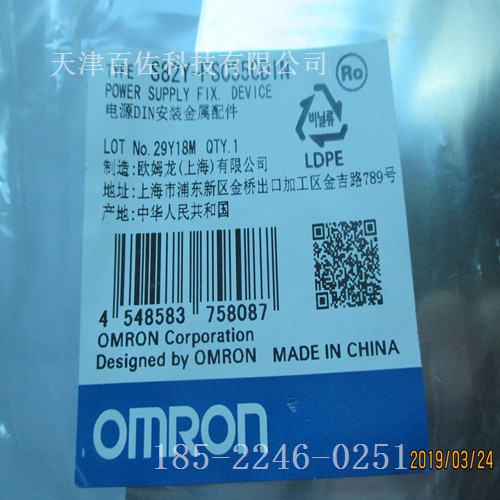 天津百佐科技有限公司
TYPE S82Y-FSC050DIN
POWER SUPPLY FIX. DEVICE
电源DIN安装金属配件
LOT No. 29Y18M QTY. 1
制造: 欧姆龙(上海)有限公司
地址: 上海市浦东新区金桥出口加工区金吉路789号
产地: 中华人民共和国
Ro
비닐류
LDPE
4 548583 758087
OMRON Corporation
Designed by OMRON
MADE IN CHINA
OMRON
185-2246-0251
2019/03/24